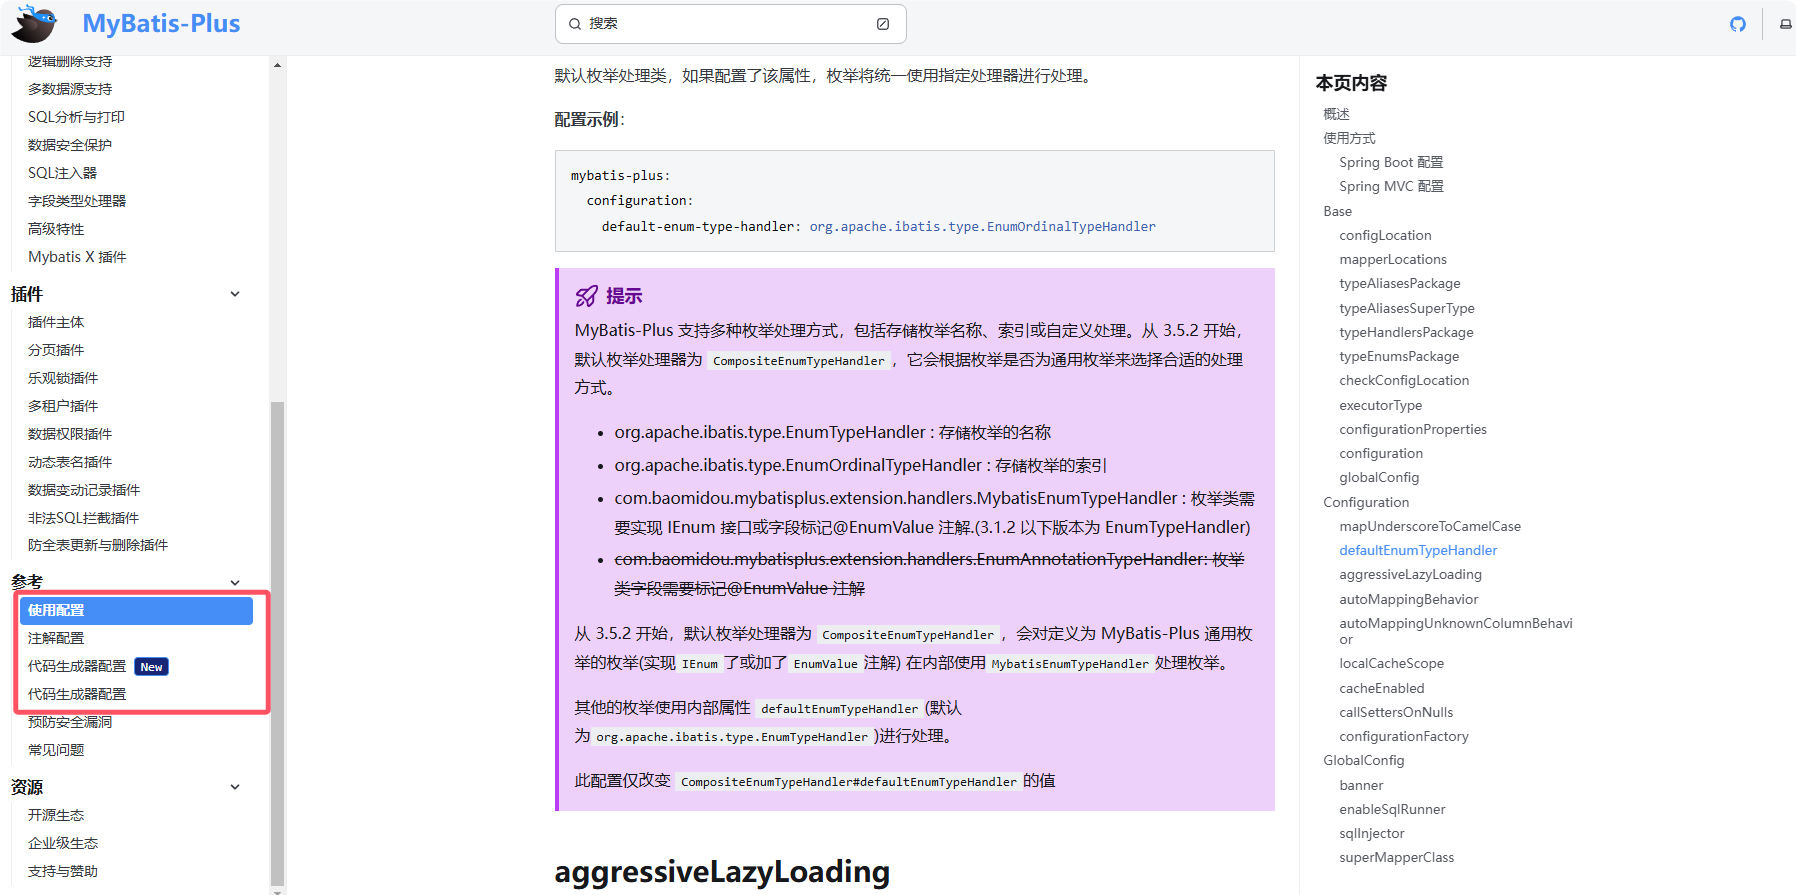 MyBatis-Plus
搜索
逻辑删除支持
多数据源支持
SQL分析与打印
数据安全保护
SQL注入器
字段类型处理器
高级特性
Mybatis X 插件
插件
插件主体
分页插件
乐观锁插件
多租户插件
数据权限插件
动态表名插件
数据变动记录插件
非法SQL拦截插件
防全表更新与删除插件
参考
使用配置
注解配置
代码生成器配置 New
代码生成器配置
预防安全漏洞
常见问题
资源
开源生态
企业级生态
支持与赞助
默认枚举处理类，如果配置了该属性，枚举将统一使用指定处理器进行处理。
配置示例：
mybatis-plus:
configuration:
default-enum-type-handler: org.apache.ibatis.type.EnumOrdinalTypeHandler
提示
MyBatis-Plus 支持多种枚举处理方式，包括存储枚举名称、索引或自定义处理。从 3.5.2 开始，
默认枚举处理器为 CompositeEnumTypeHandler ，它会根据枚举是否为通用枚举来选择合适的处理
方式。
• org.apache.ibatis.type.EnumTypeHandler : 存储枚举的名称
• org.apache.ibatis.type.EnumOrdinalTypeHandler : 存储枚举的索引
• com.baomidou.mybatisplus.extension.handlers.MybatisEnumTypeHandler : 枚举类需
要实现 IEnum 接口或字段标记@EnumValue 注解.(3.1.2 以下版本为 EnumTypeHandler)
• com.baomidou.mybatisplus.extension.handlers.EnumAnnotationTypeHandler: 枚举
类字段需要标记@EnumValue 注解
从 3.5.2 开始，默认枚举处理器为 CompositeEnumTypeHandler ，会对定义为 MyBatis-Plus 通用枚
举的枚举(实现 IEnum 了或加了 EnumValue 注解) 在内部使用 MybatisEnumTypeHandler 处理枚举。
其他的枚举使用内部属性 defaultEnumTypeHandler (默认
为 org.apache.ibatis.type.EnumTypeHandler )进行处理。
此配置仅改变 CompositeEnumTypeHandler#defaultEnumTypeHandler 的值
aggressiveLazyLoading
本页内容
概述
使用方式
Spring Boot 配置
Spring MVC 配置
Base
configLocation
mapperLocations
typeAliasesPackage
typeAliasesSuperType
typeHandlersPackage
typeEnumsPackage
checkConfigLocation
executorType
configurationProperties
configuration
globalConfig
Configuration
mapUnderscoreToCamelCase
defaultEnumTypeHandler
aggressiveLazyLoading
autoMappingBehavior
autoMappingUnknownColumnBehavi
or
localCacheScope
cacheEnabled
callSettersOnNulls
configurationFactory
GlobalConfig
banner
enableSqlRunner
sqlInjector
superMapperClass